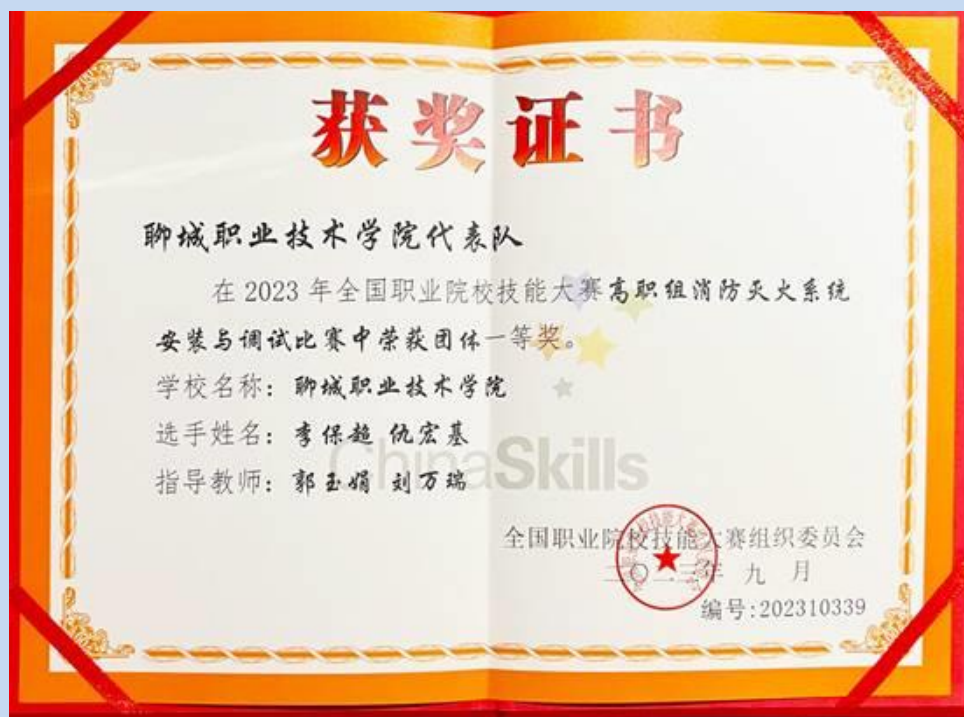 获奖证书
聊城职业技术学院代表队
在 2023 年全国职业院校技能大赛高职组消防灭火系统
安装与调试比赛中荣获团体一等奖。
学校名称：聊城职业技术学院
选手姓名：李保超 仇宏基
指导教师：郭玉娟 刘万瑞
ChinaSkills
全国职业院校技能大赛组织委员会
二〇二三年 九 月
编号:202310339